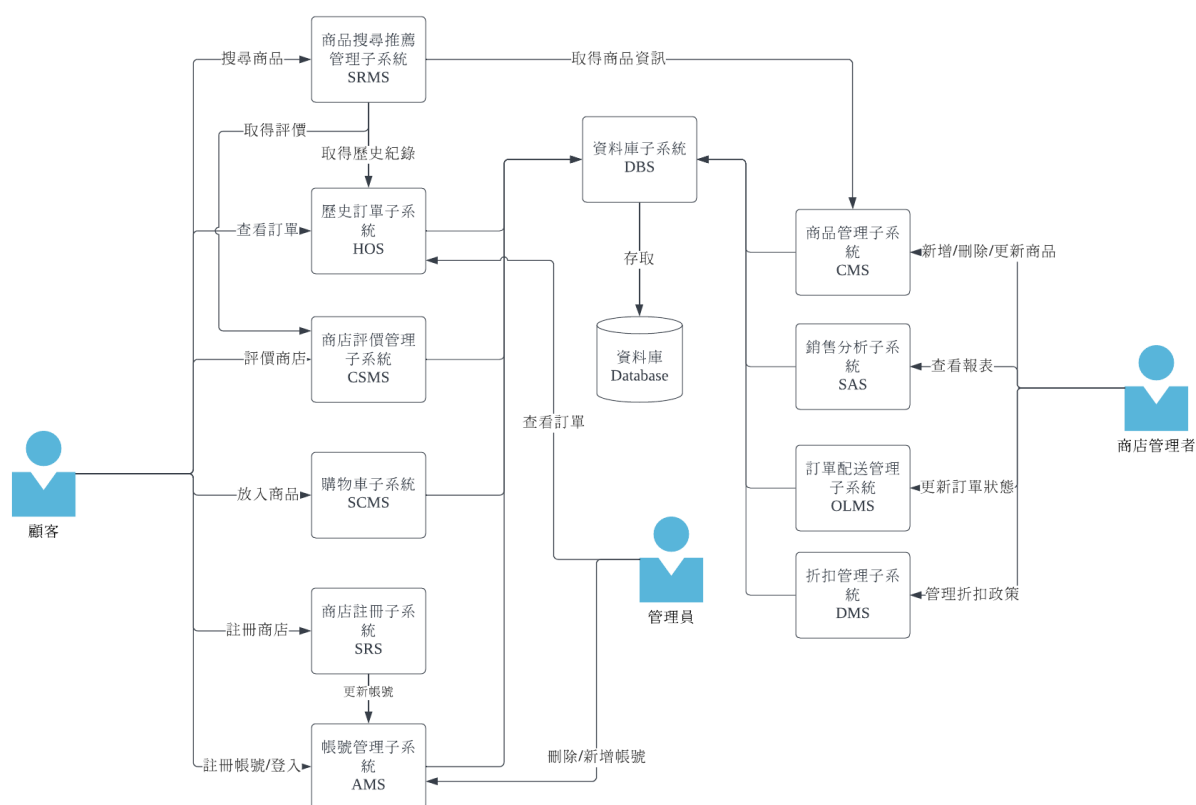 商品搜尋推薦
管理子系統
SRMS
搜尋商品
取得商品資訊
取得評價
取得歷史紀錄
資料庫子系統
DBS
歷史訂單子系
統
HOS
查看訂單
商品管理子系
統
CMS
新增/刪除/更新商品
存取
商店評價管理
子系統
CSMS
評價商店
資料庫
Database
銷售分析子系
統
SAS
查看報表
查看訂單
商店管理者
顧客
放入商品
購物車子系統
SCMS
訂單配送管理
子系統
OLMS
更新訂單狀態
管理員
折扣管理子系
統
DMS
管理折扣政策
註冊商店
商店註冊子系
統
SRS
更新帳號
註冊帳號/登入
帳號管理子系
統
AMS
刪除/新增帳號